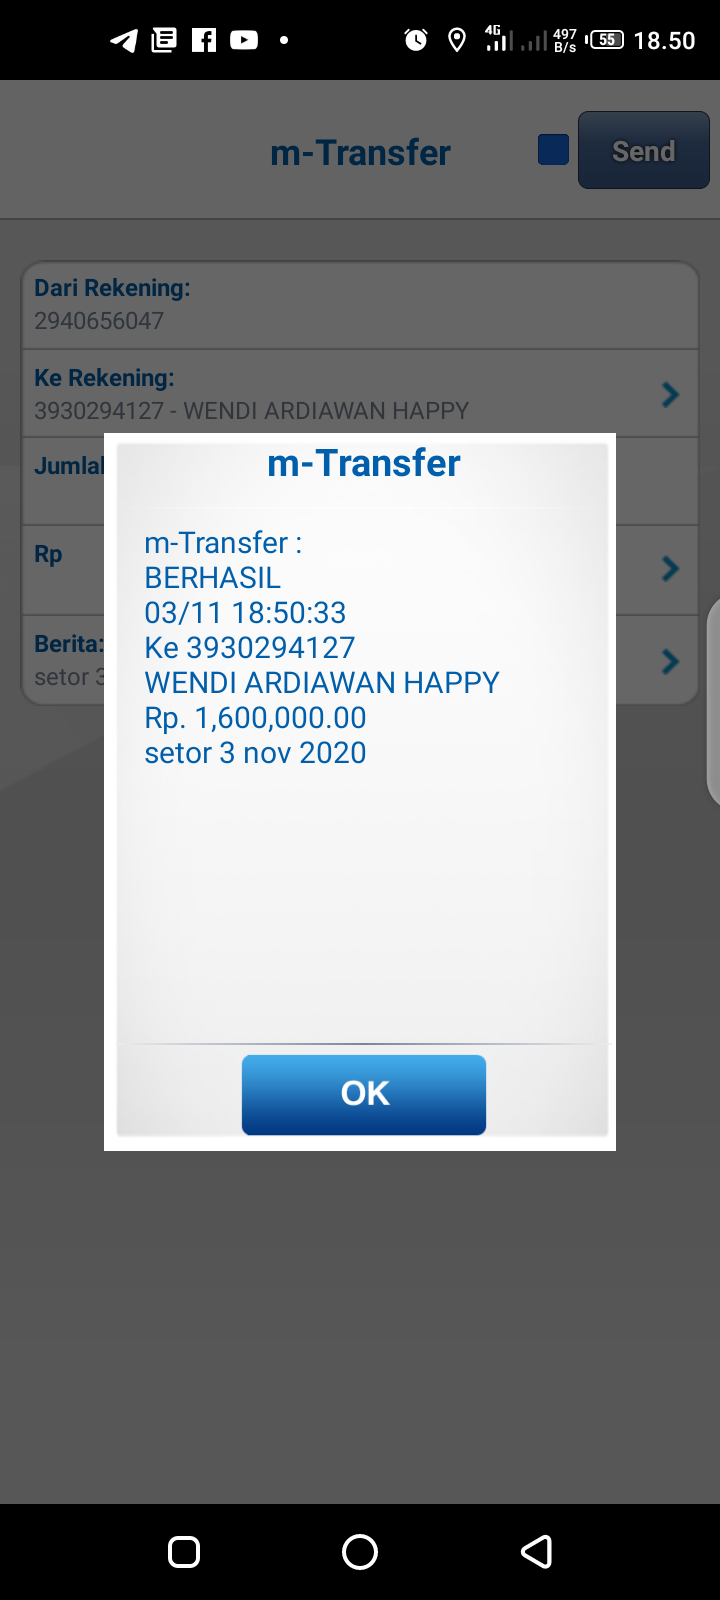 4G
497
B/s
55
18.50
m-Transfer
Send
Dari Rekening:
2940656047
Ke Rekening:
3930294127 - WENDI ARDIAWAN HAPPY
Rp
Berita:
setor 3
m-Transfer
m-Transfer :
BERHASIL
03/11 18:50:33
Ke 3930294127
WENDI ARDIAWAN HAPPY
Rp. 1,600,000.00
setor 3 nov 2020
OK